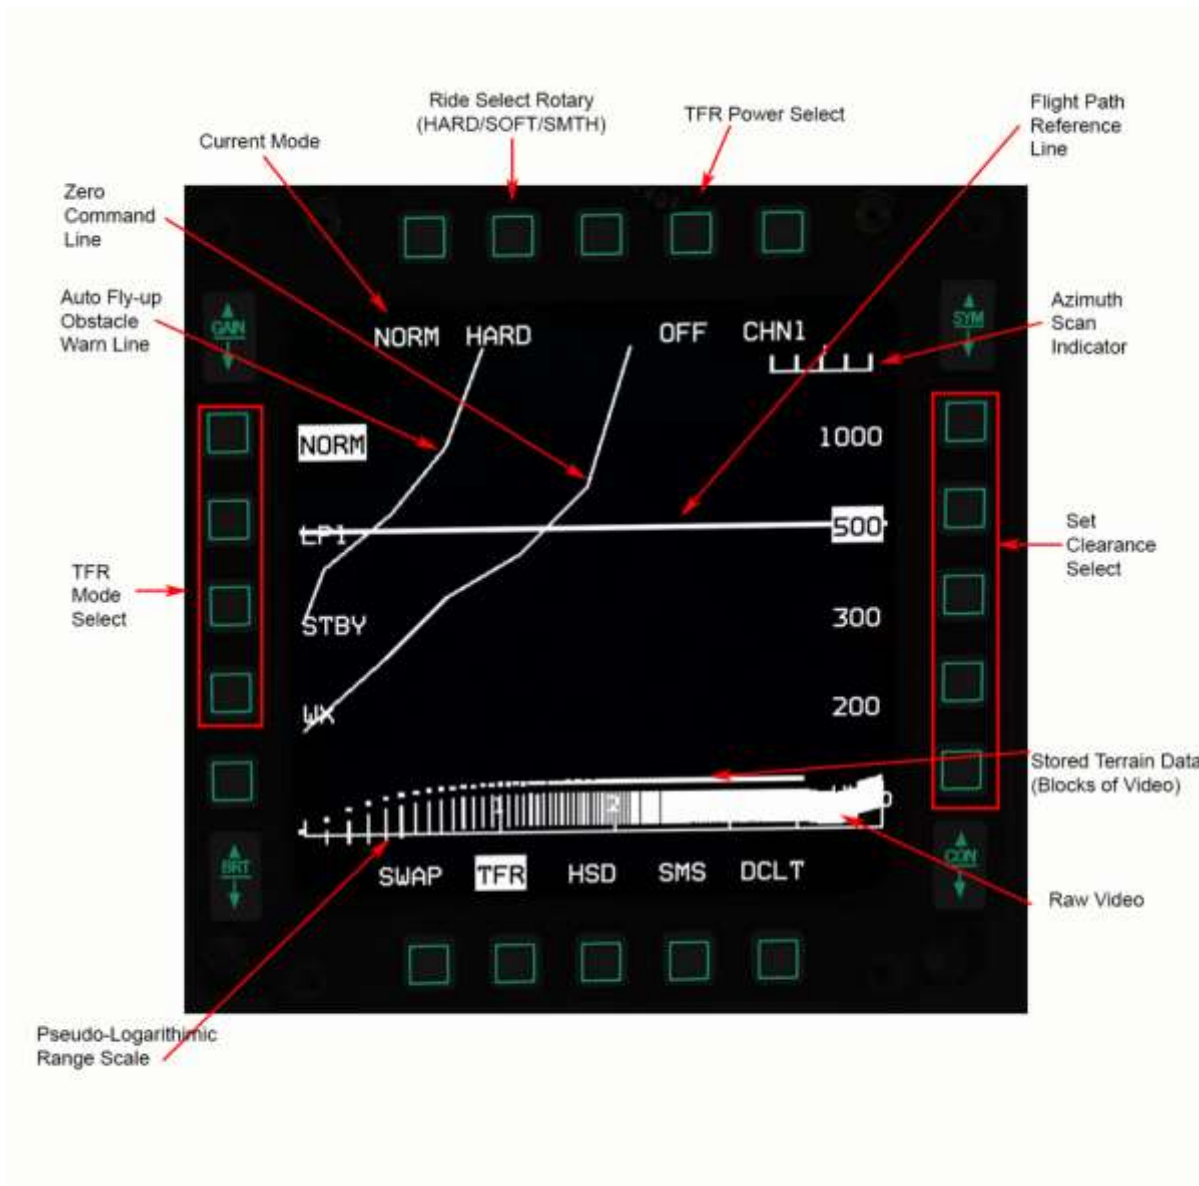 Ride Select Rotary
(HARD/SOFT/SMTH)
TFR Power Select
Flight Path
Reference
Line
Current Mode
Zero
Command
Line
Auto Fly-up
Obstacle
Warn Line
Azimuth
Scan
Indicator
GAIN
SYM
NORM HARD OFF CHN1
NORM
1000
LP1
500
Set
Clearance
Select
TFR
Mode
Select
STBY
300
WX
200
Stored Terrain Data
(Blocks of Video)
1 2
BRT
CON
SWAP TFR HSD SMS DCLT
Raw Video
Pseudo-Logarithimic
Range Scale